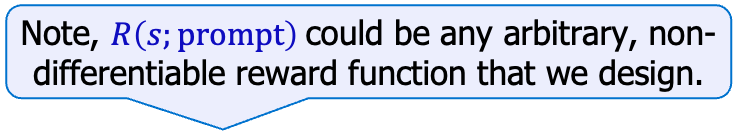 Note, R(s; prompt) could be any arbitrary, non-
differentiable reward function that we design.